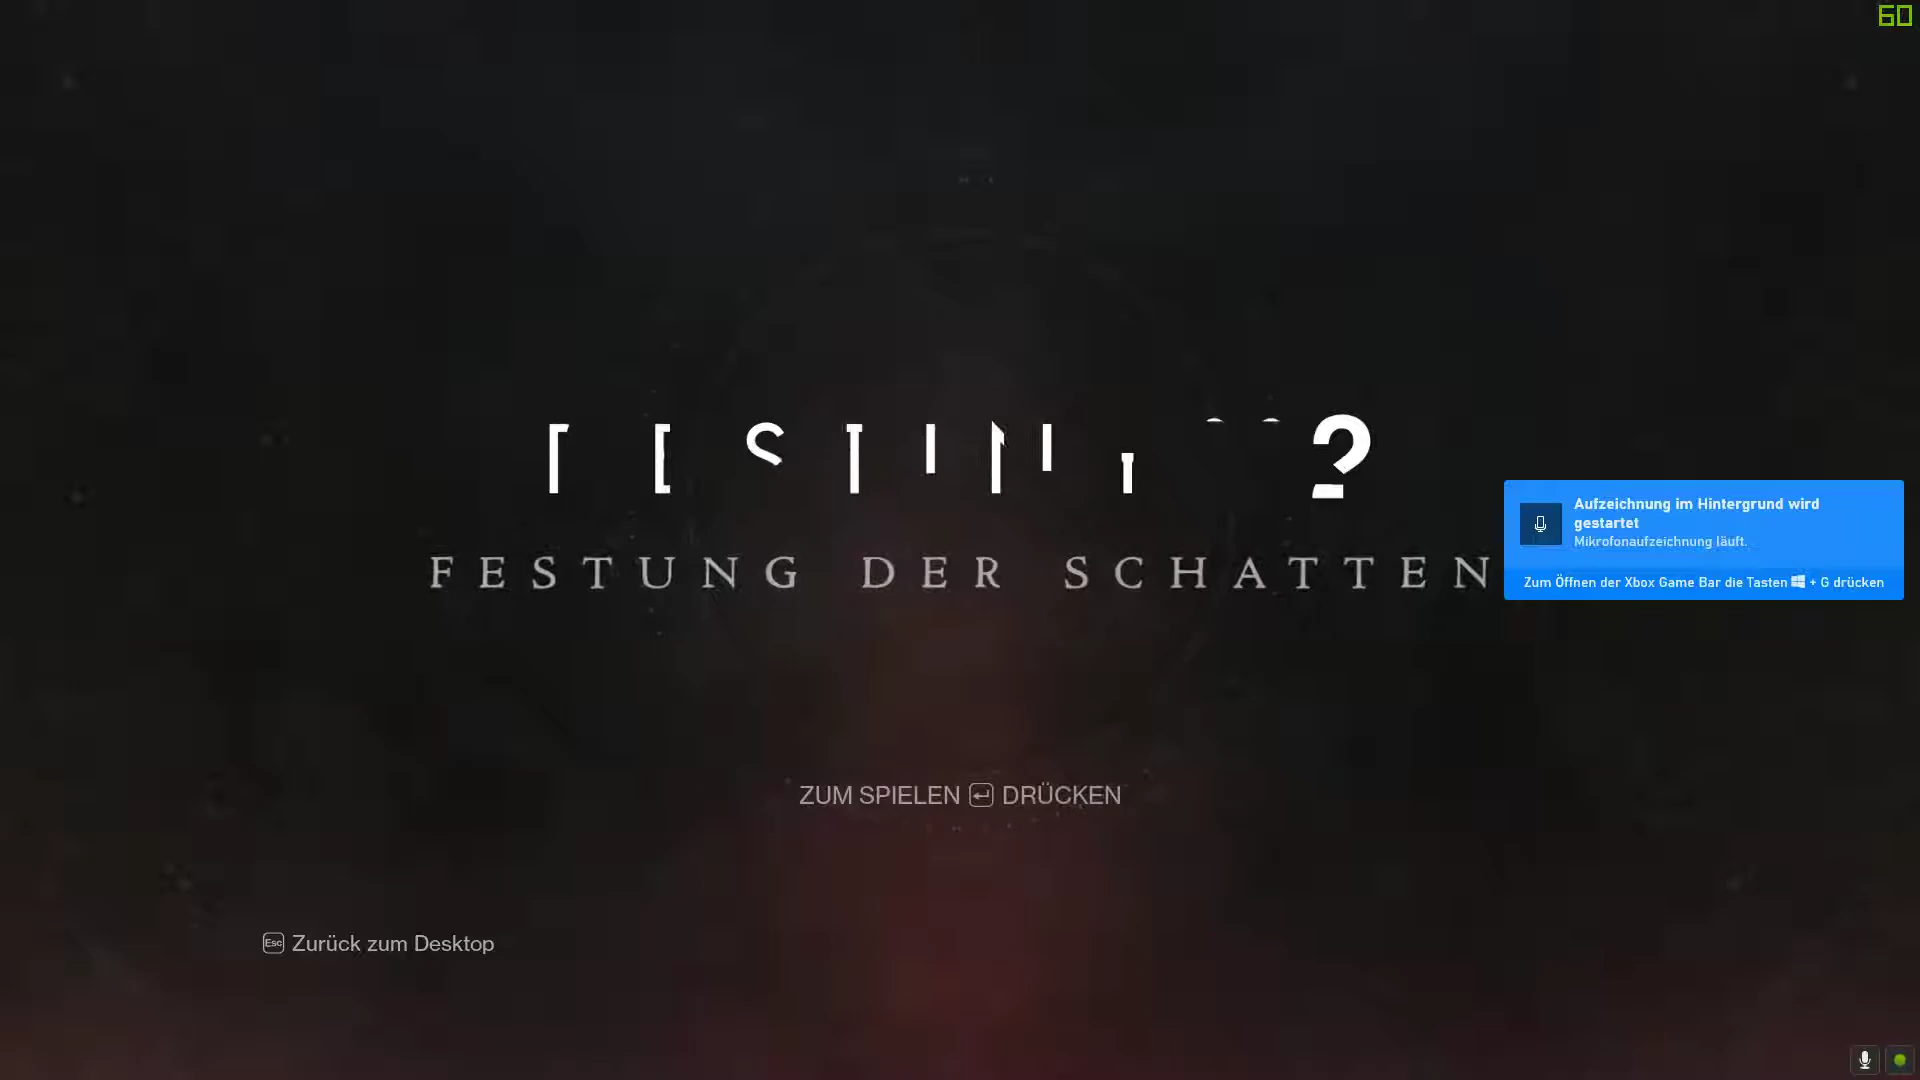 60
FESTUNG DER SCHATTEN
Aufzeichnung im Hintergrund wird
gestartet
Mikrofonaufzeichnung läuft.
Zum Öffnen der Xbox Game Bar die Tasten + G drücken
ZUM SPIELEN DRÜCKEN
Esc Zurück zum Desktop